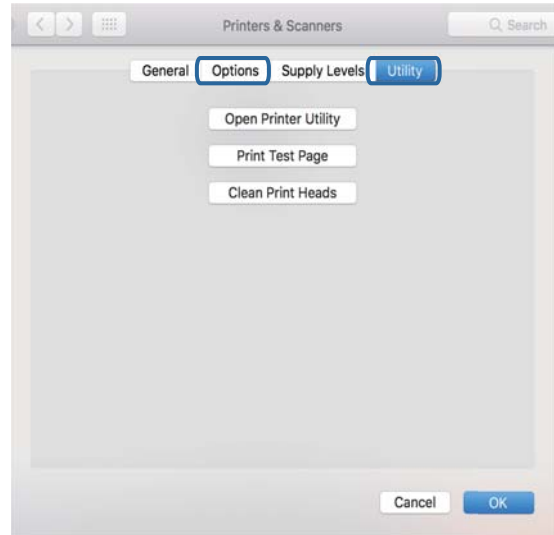 Printers & Scanners Search
General Options Supply Levels Utility
Open Printer Utility
Print Test Page
Clean Print Heads
Cancel OK